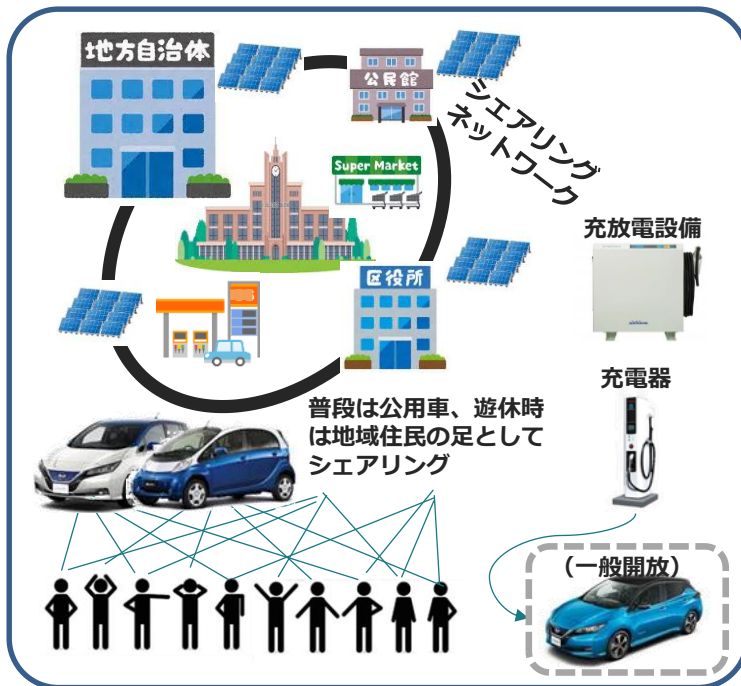 地方自治体
公民館
シェアリング
ネットワーク
Super Market
充放電設備
区役所
充電器
普段は公用車、遊休時
は地域住民の足として
シェアリング
（一般開放）